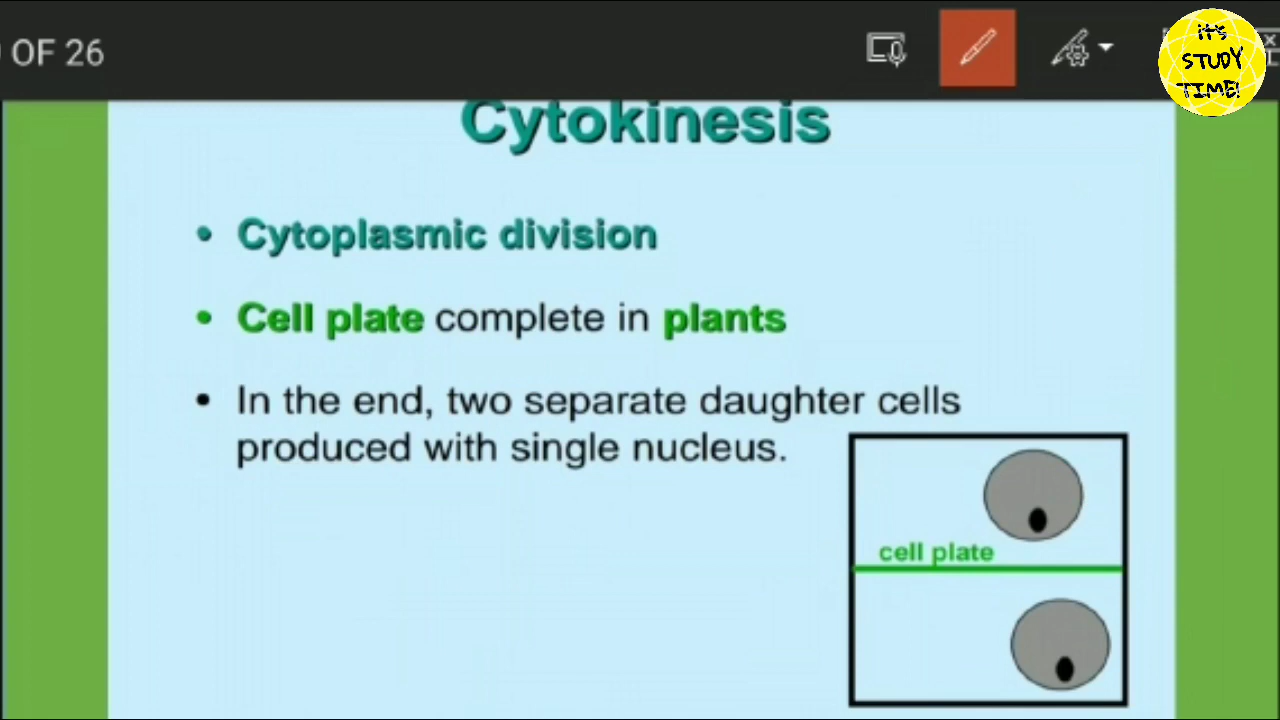 OF 26
it's
STUDY
TIME!
Cytokinesis
• Cytoplasmic division
• Cell plate complete in plants
• In the end, two separate daughter cells
produced with single nucleus.
cell plate